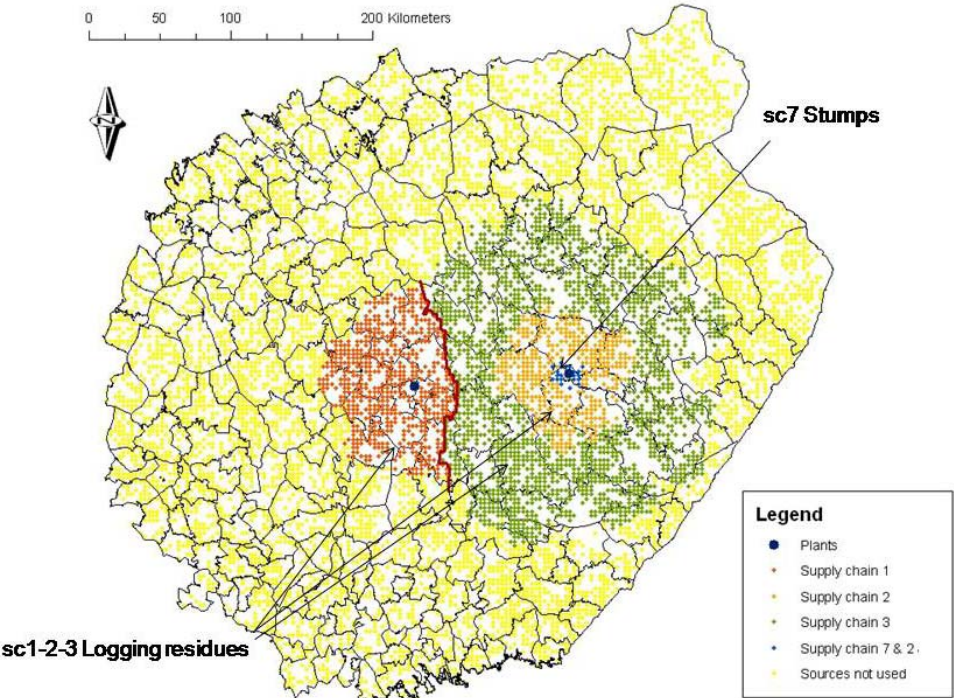 0 50 100 200 Kilometers
sc7 Stumps
sc1-2-3 Logging residues
Legend
Plants
Supply chain 1
Supply chain 2
Supply chain 3
Supply chain 7 & 2
Sources not used